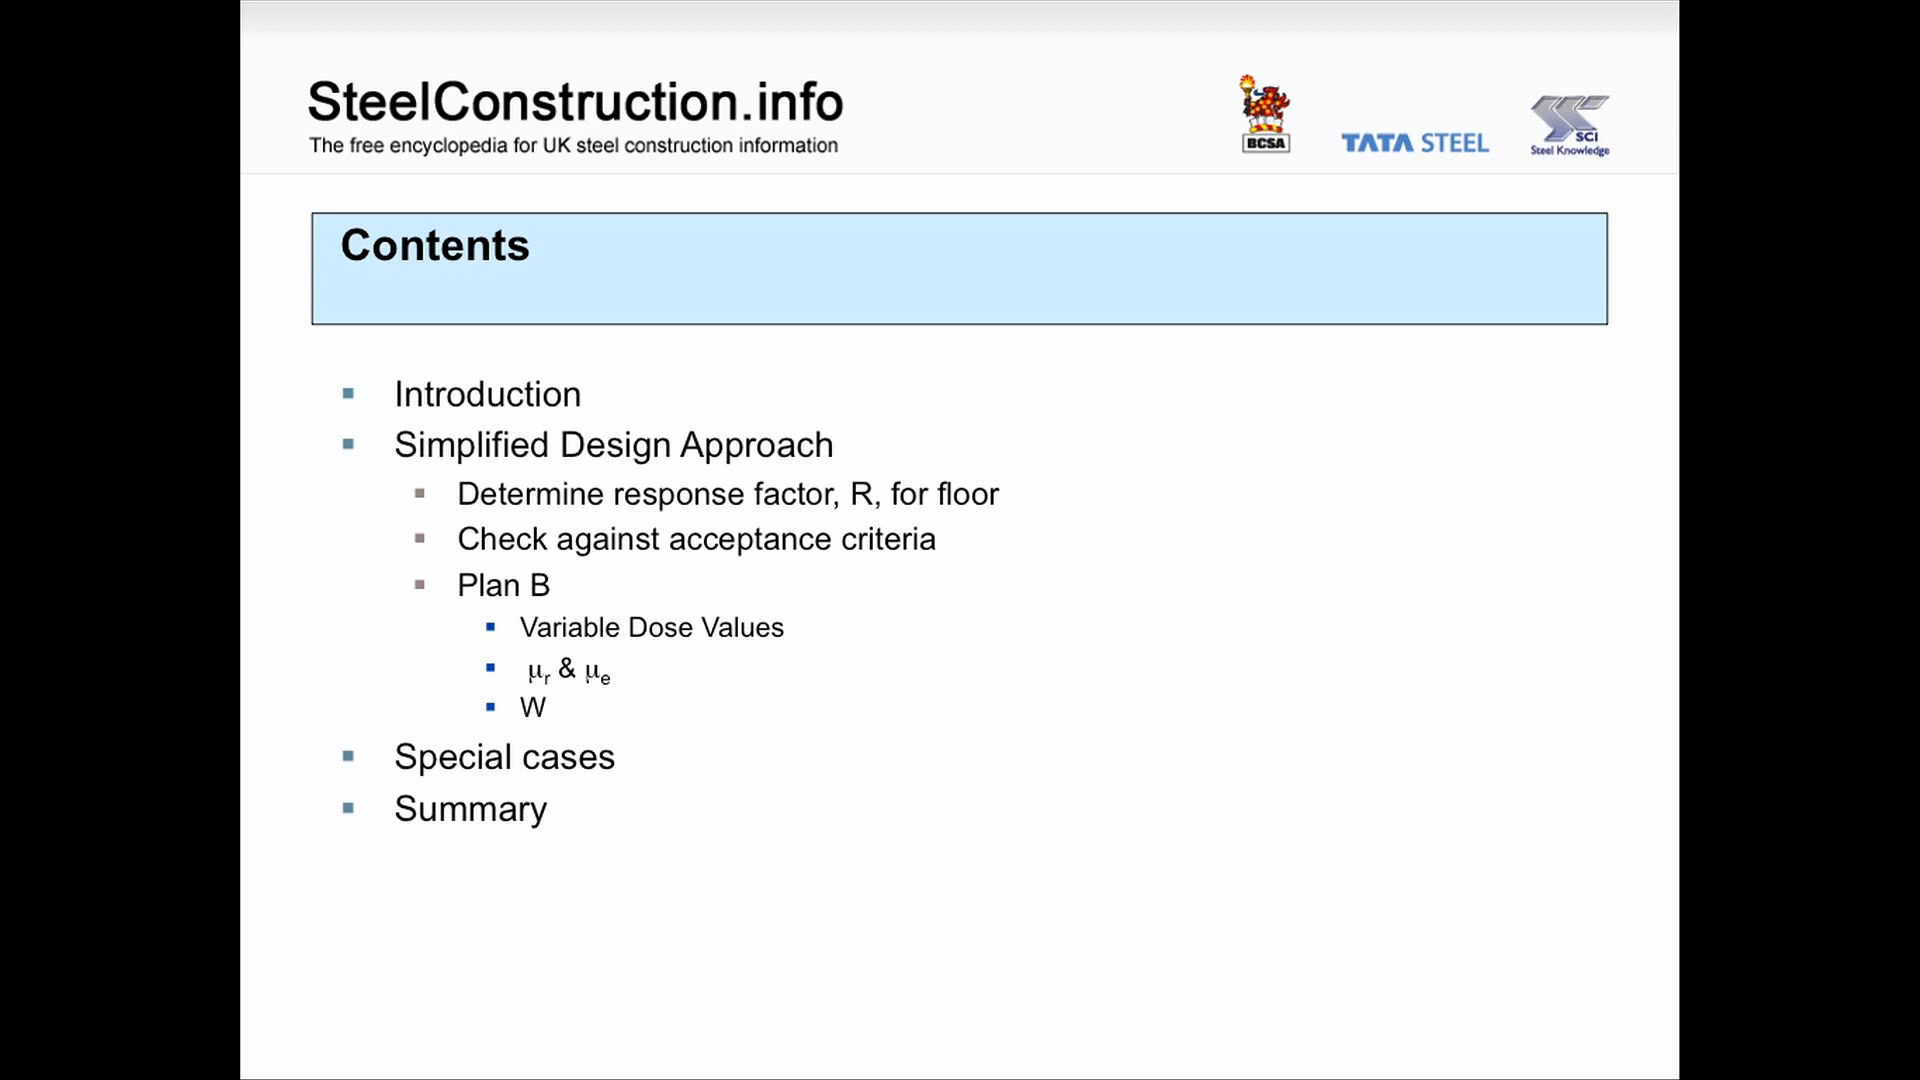 SteelConstruction.info
The free encyclopedia for UK steel construction information
BCSA
TATA STEEL
SCI
Steel Knowledge
Contents
Introduction
Simplified Design Approach
Determine response factor, R, for floor
Check against acceptance criteria
Plan B
Variable Dose Values
μr & μe
W
Special cases
Summary